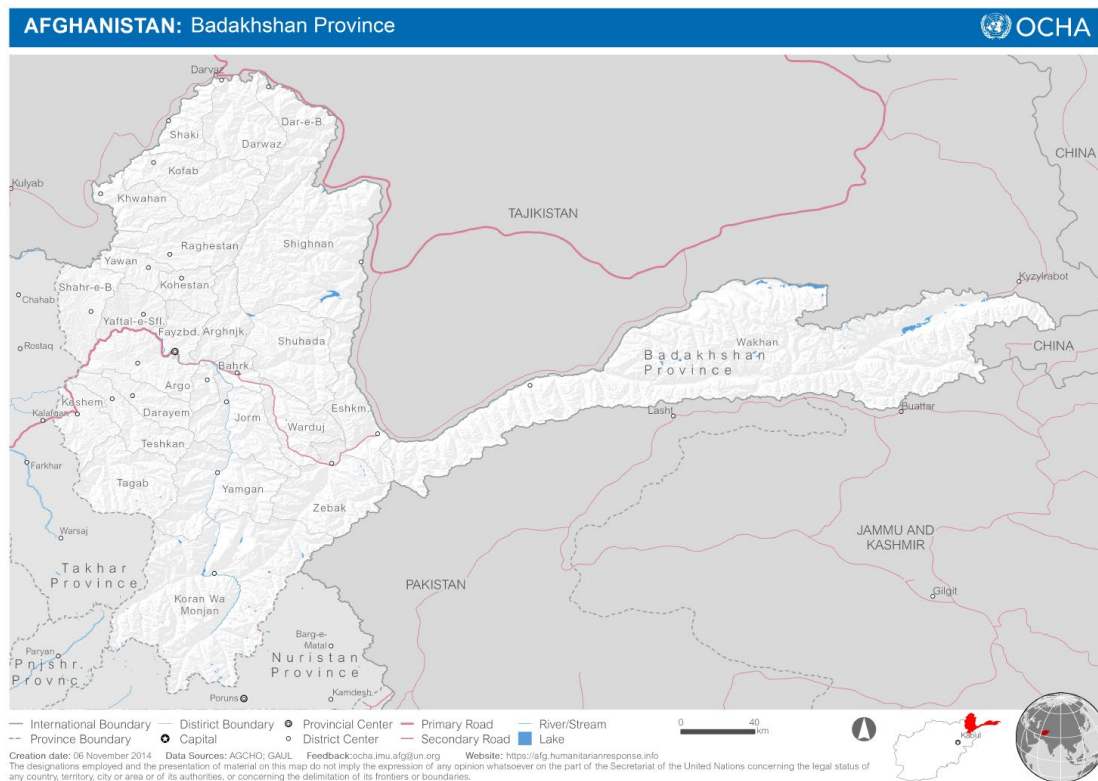 AFGHANISTAN: Badakhshan Province
OCHA
Darvaz
Dar-e-B.
Shaki
Darwaz
CHINA
Kofab
Kulyab
Khwahan
TAJIKISTAN
Raghestan
Shighnan
Yawan
Kyzylrabot
Kohestan
Shahr-e-B.
Chahab
Yaftal-e-Sfl.
Fayzbd.
Arghnjk.
Rostaq
Shuhada
Wakhan
CHINA
Badakhshan
Province
Bahrk.
Argo
Keshem
Jorm
Eshkm.
Kalafgan
Darayem
Lasht
Buattar
Warduj
Teshkan
Farkhar
Tagab
Yamgan
Zebak
Warsaj
JAMMU AND
KASHMIR
Takhar
Province
PAKISTAN
Koran Wa
Monjan
Gilgit
Barg-e-
Matal
Paryan
Nuristan
Province
Pnjshr.
Provnc.
Poruns
Kamdesh
International Boundary
District Boundary
Provincial Center
Primary Road
River/Stream
0 40
km
Province Boundary
Capital
District Center
Secondary Road
Lake
Kabul
Creation date: 06 November 2014 Data Sources: AGCHO; GAUL Feedback:ocha.imu.afg@un.org Website: https://afg.humanitarianresponse.info
The designations employed and the presentation of material on this map do not imply the expression of any opinion whatsoever on the part of the Secretariat of the United Nations concerning the legal status of
any country, territory, city or area or of its authorities, or concerning the delimitation of its frontiers or boundaries.